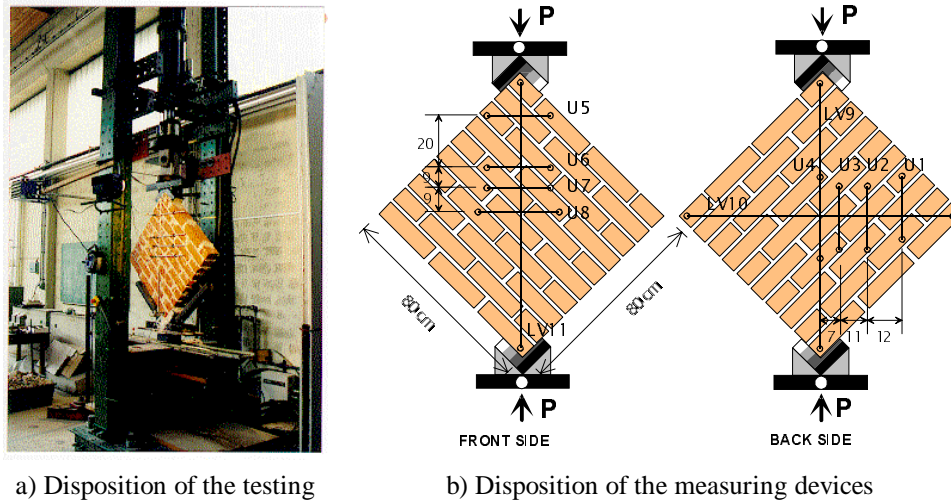 P
P
U5
LV9
20
U6
U4
U3
U2
U1
9
U7
9
U8
LV10
80cm
80cm
LV11
7
11
12
P
P
FRONT SIDE
BACK SIDE
a) Disposition of the testing
b) Disposition of the measuring devices